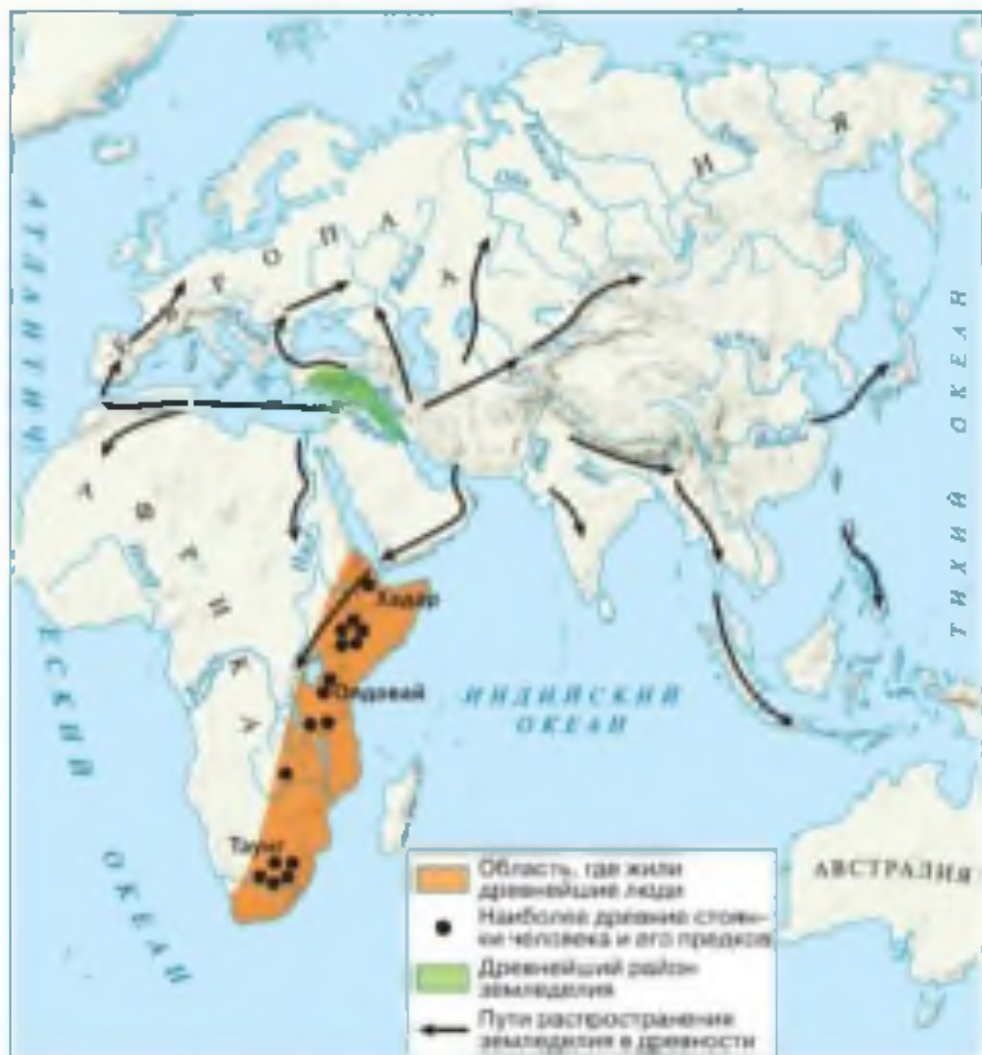 АТЛАНТИЧЕСКИЙ ОКЕАН
ЕВРОПА
АЗИЯ
Обь
АФРИКА
Хадар
Олдовай
Таунг
ИНДИЙСКИЙ
ОКЕАН
ТИХИЙ ОКЕАН
АВСТРАЛИЯ
Область, где жили
древнейшие люди
Наиболее древние стоян-
ки человека и его предков
Древнейший район
земледелия
Пути распространения
земледелия в древности